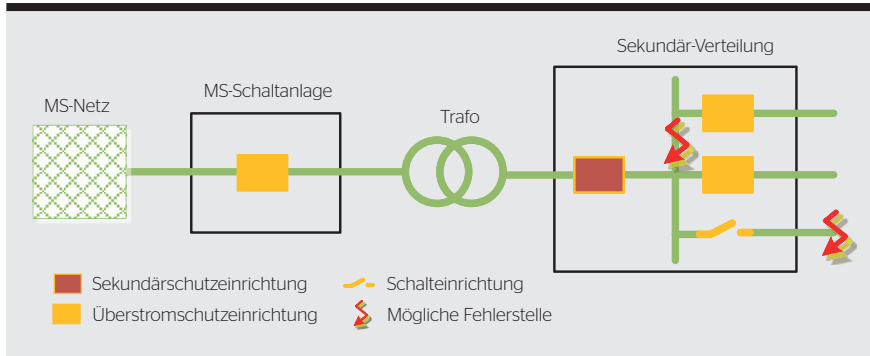 Sekundär-Verteilung
MS-Netz
MS-Schaltanlage
Trafo
Sekundärschutzeinrichtung
Schalteinrichtung
Überstromschutzeinrichtung
Mögliche Fehlerstelle